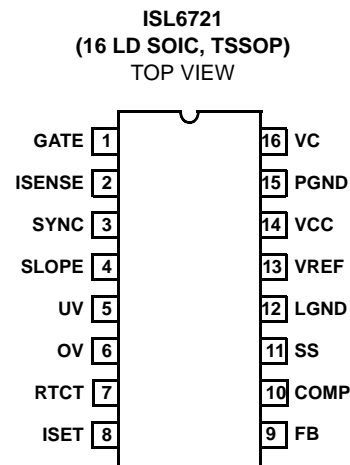 ISL6721
(16 LD SOIC, TSSOP)
TOP VIEW
GATE 1 16 VC
ISENSE 2 15 PGND
SYNC 3 14 VCC
SLOPE 4 13 VREF
UV 5 12 LGND
OV 6 11 SS
RTCT 7 10 COMP
ISET 8 9 FB